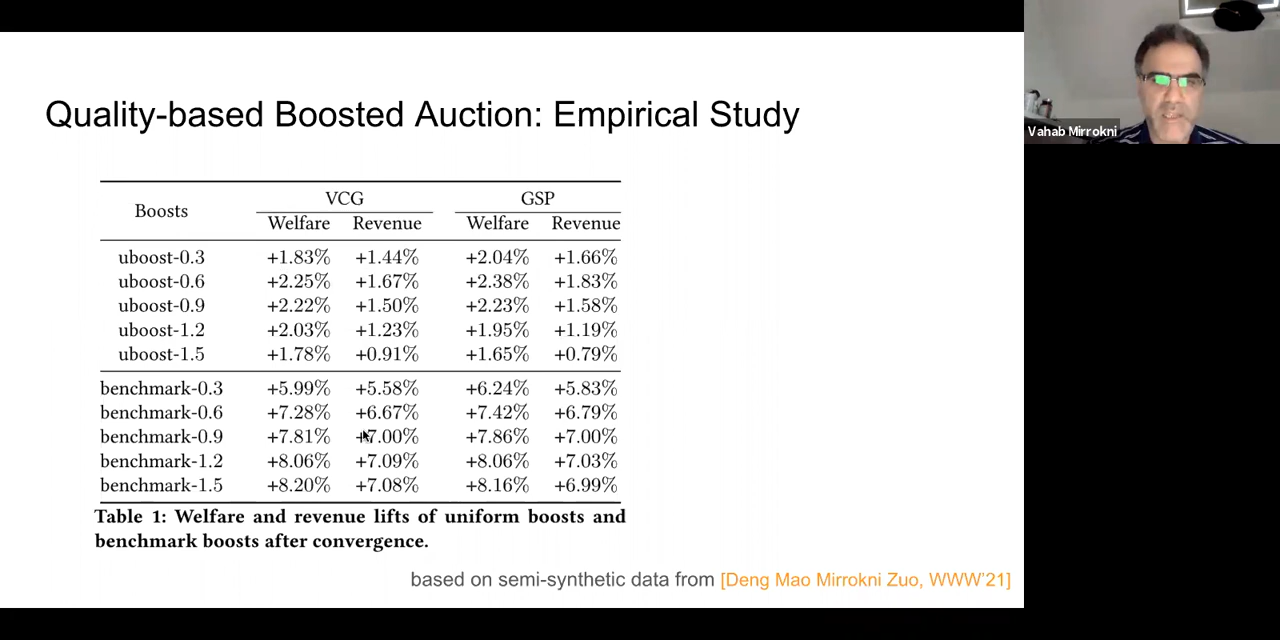 Quality-based Boosted Auction: Empirical Study
Vahab Mirrokni
Boosts VCG GSP
Welfare Revenue Welfare Revenue
uboost-0.3 +1.83% +1.44% +2.04% +1.66%
uboost-0.6 +2.25% +1.67% +2.38% +1.83%
uboost-0.9 +2.22% +1.50% +2.23% +1.58%
uboost-1.2 +2.03% +1.23% +1.95% +1.19%
uboost-1.5 +1.78% +0.91% +1.65% +0.79%
benchmark-0.3 +5.99% +5.58% +6.24% +5.83%
benchmark-0.6 +7.28% +6.67% +7.42% +6.79%
benchmark-0.9 +7.81% +7.00% +7.86% +7.00%
benchmark-1.2 +8.06% +7.09% +8.06% +7.03%
benchmark-1.5 +8.20% +7.08% +8.16% +6.99%
Table 1: Welfare and revenue lifts of uniform boosts and
benchmark boosts after convergence.
based on semi-synthetic data from [Deng Mao Mirrokni Zuo, WWW'21]